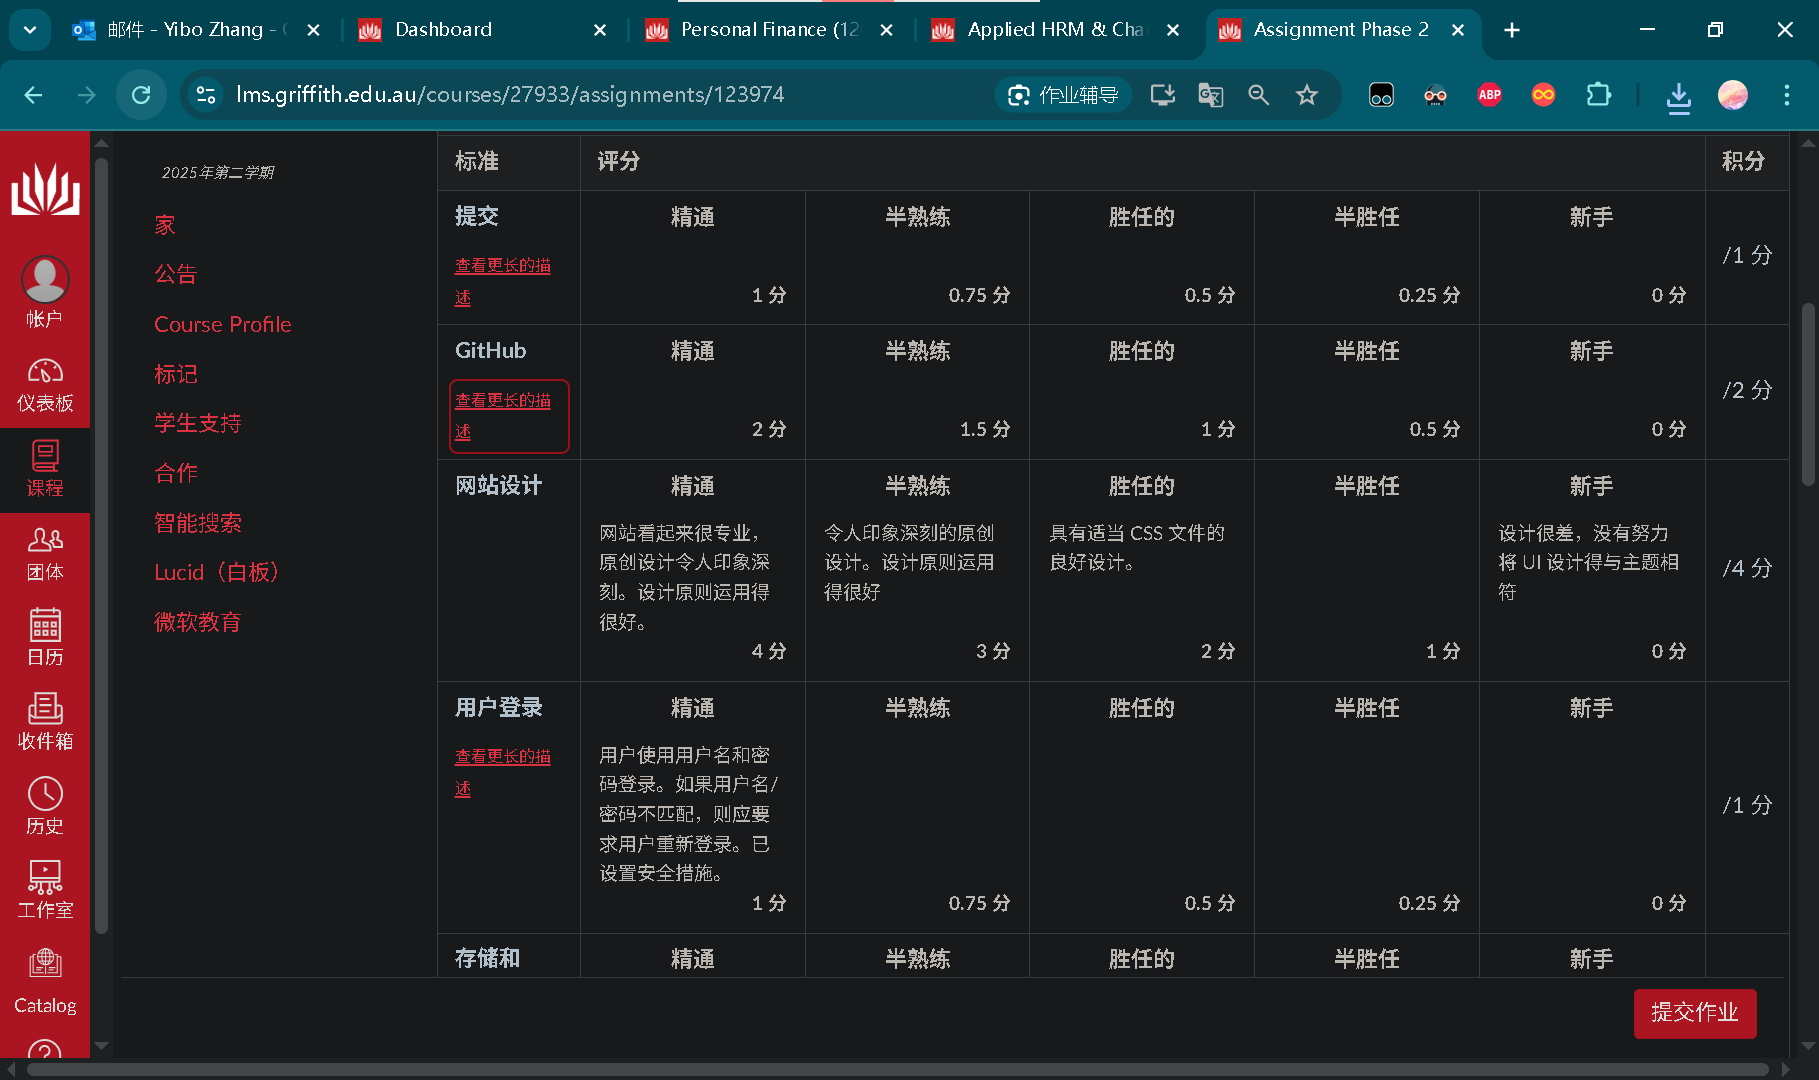 邮件 - Yibo Zhang -
Dashboard
Personal Finance (12
Applied HRM & Cha
Assignment Phase 2
lms.griffith.edu.au/courses/27933/assignments/123974
作业辅导
ABP
帐户
仪表板
课程
团体
日历
收件箱
历史
工作室
Catalog
2025年第二学期
家
公告
Course Profile
标记
学生支持
合作
智能搜索
Lucid（白板）
微软教育
标准 评分 积分
提交 精通 半熟练 胜任的 半胜任 新手
查看更长的描述
1 分 0.75 分 0.5 分 0.25 分 0 分
/1 分
GitHub 精通 半熟练 胜任的 半胜任 新手
查看更长的描述
2 分 1.5 分 1 分 0.5 分 0 分
/2 分
网站设计 精通 半熟练 胜任的 半胜任 新手
网站看起来很专业，
原创设计令人印象深
刻。设计原则运用得
很好。
令人印象深刻的原创
设计。设计原则运用
得很好
具有适当 CSS 文件的
良好设计。
设计很差，没有努力
将 UI 设计得与主题相
符
4 分 3 分 2 分 1 分 0 分
/4 分
用户登录 精通 半熟练 胜任的 半胜任 新手
查看更长的描述
用户使用用户名和密
码登录。如果用户名/
密码不匹配，则应要
求用户重新登录。已
设置安全措施。
1 分 0.75 分 0.5 分 0.25 分 0 分
/1 分
存储和 精通 半熟练 胜任的 半胜任 新手
提交作业